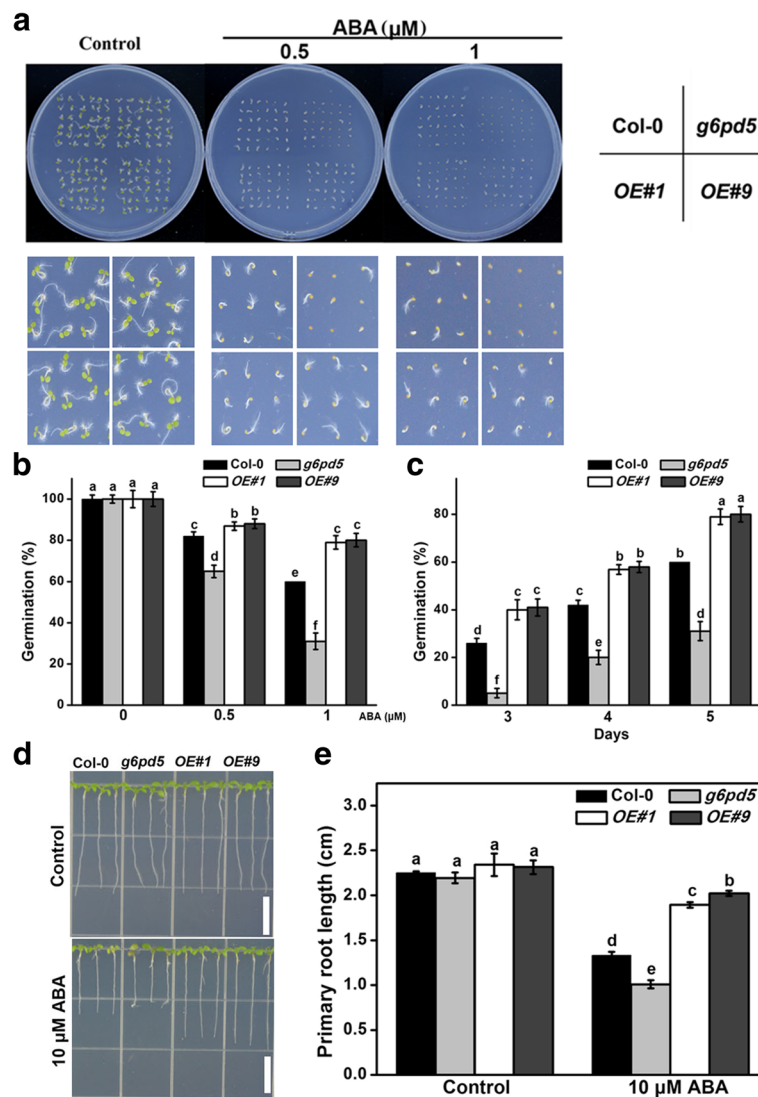 a
Control
ABA (μM)
0.5
1
Col-0 g6pd5
OE#1 OE#9
b
Col-0 g6pd5
OE#1 OE#9
Germination (%)
100
80
60
40
20
0
a a a a
c d b b
e f c c
0 0.5 1 ABA (μM)
c
Col-0 g6pd5
OE#1 OE#9
Germination (%)
80
60
40
20
0
d f c c
c e b b
b d a a
3 4 5
Days
d
Col-0 g6pd5 OE#1 OE#9
Control
10 μM ABA
e
Col-0 g6pd5
OE#1 OE#9
Primary root length (cm)
3.0
2.5
2.0
1.5
1.0
0.5
0.0
a a a a
d e c b
Control 10 μM ABA